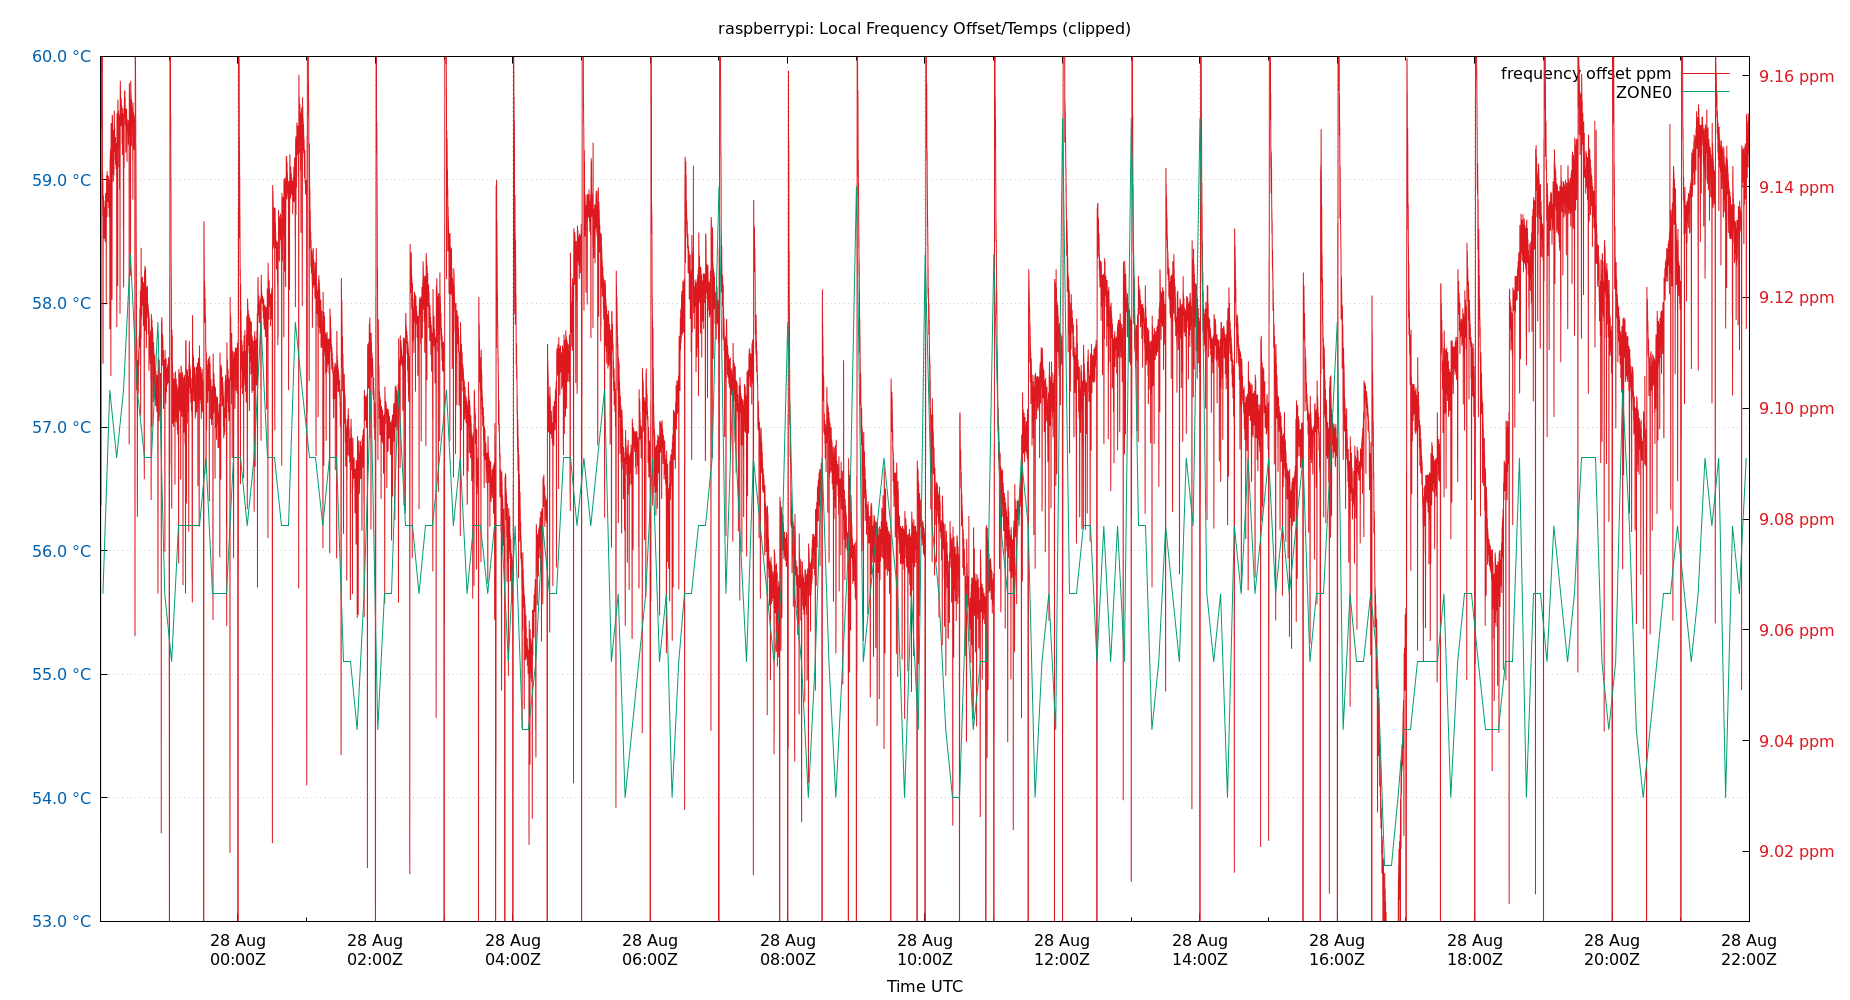 raspberrypi: Local Frequency Offset/Temps (clipped)
60.0 °C
59.0 °C
58.0 °C
57.0 °C
56.0 °C
55.0 °C
54.0 °C
53.0 °C
frequency offset ppm
ZONE0
9.16 ppm
9.14 ppm
9.12 ppm
9.10 ppm
9.08 ppm
9.06 ppm
9.04 ppm
9.02 ppm
28 Aug 28 Aug 28 Aug 28 Aug 28 Aug 28 Aug 28 Aug 28 Aug 28 Aug 28 Aug 28 Aug 28 Aug
00:00Z 02:00Z 04:00Z 06:00Z 08:00Z 10:00Z 12:00Z 14:00Z 16:00Z 18:00Z 20:00Z 22:00Z
Time UTC